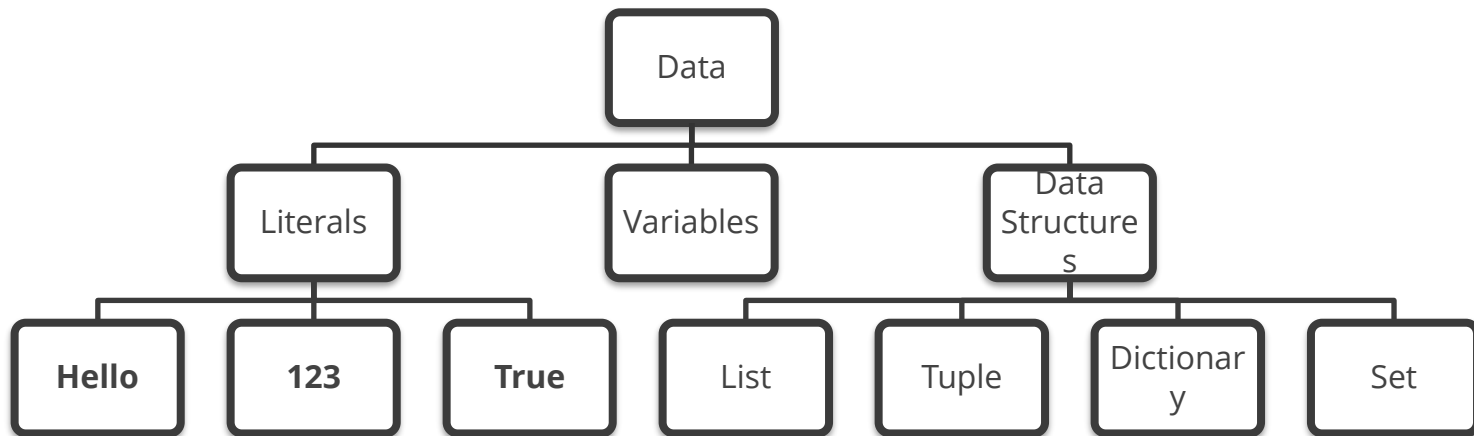 Data
Literals
Variables
Data
Structure
s
Hello
123
True
List
Tuple
Dictionar
y
Set